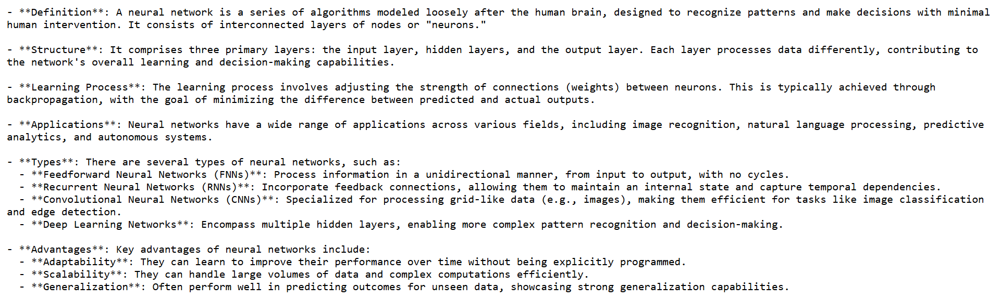 - **Definition**: A neural network is a series of algorithms modeled loosely after the human brain, designed to recognize patterns and make decisions with minimal
human intervention. It consists of interconnected layers of nodes or "neurons."

- **Structure**: It comprises three primary layers: the input layer, hidden layers, and the output layer. Each layer processes data differently, contributing to
the network's overall learning and decision-making capabilities.

- **Learning Process**: The learning process involves adjusting the strength of connections (weights) between neurons. This is typically achieved through
backpropagation, with the goal of minimizing the difference between predicted and actual outputs.

- **Applications**: Neural networks have a wide range of applications across various fields, including image recognition, natural language processing, predictive
analytics, and autonomous systems.

- **Types**: There are several types of neural networks, such as:
  - **Feedforward Neural Networks (FNNs)**: Process information in a unidirectional manner, from input to output, with no cycles.
  - **Recurrent Neural Networks (RNNs)**: Incorporate feedback connections, allowing them to maintain an internal state and capture temporal dependencies.
  - **Convolutional Neural Networks (CNNs)**: Specialized for processing grid-like data (e.g., images), making them efficient for tasks like image classification
and edge detection.
  - **Deep Learning Networks**: Encompass multiple hidden layers, enabling more complex pattern recognition and decision-making.

- **Advantages**: Key advantages of neural networks include:
  - **Adaptability**: They can learn to improve their performance over time without being explicitly programmed.
  - **Scalability**: They can handle large volumes of data and complex computations efficiently.
  - **Generalization**: Often perform well in predicting outcomes for unseen data, showcasing strong generalization capabilities.